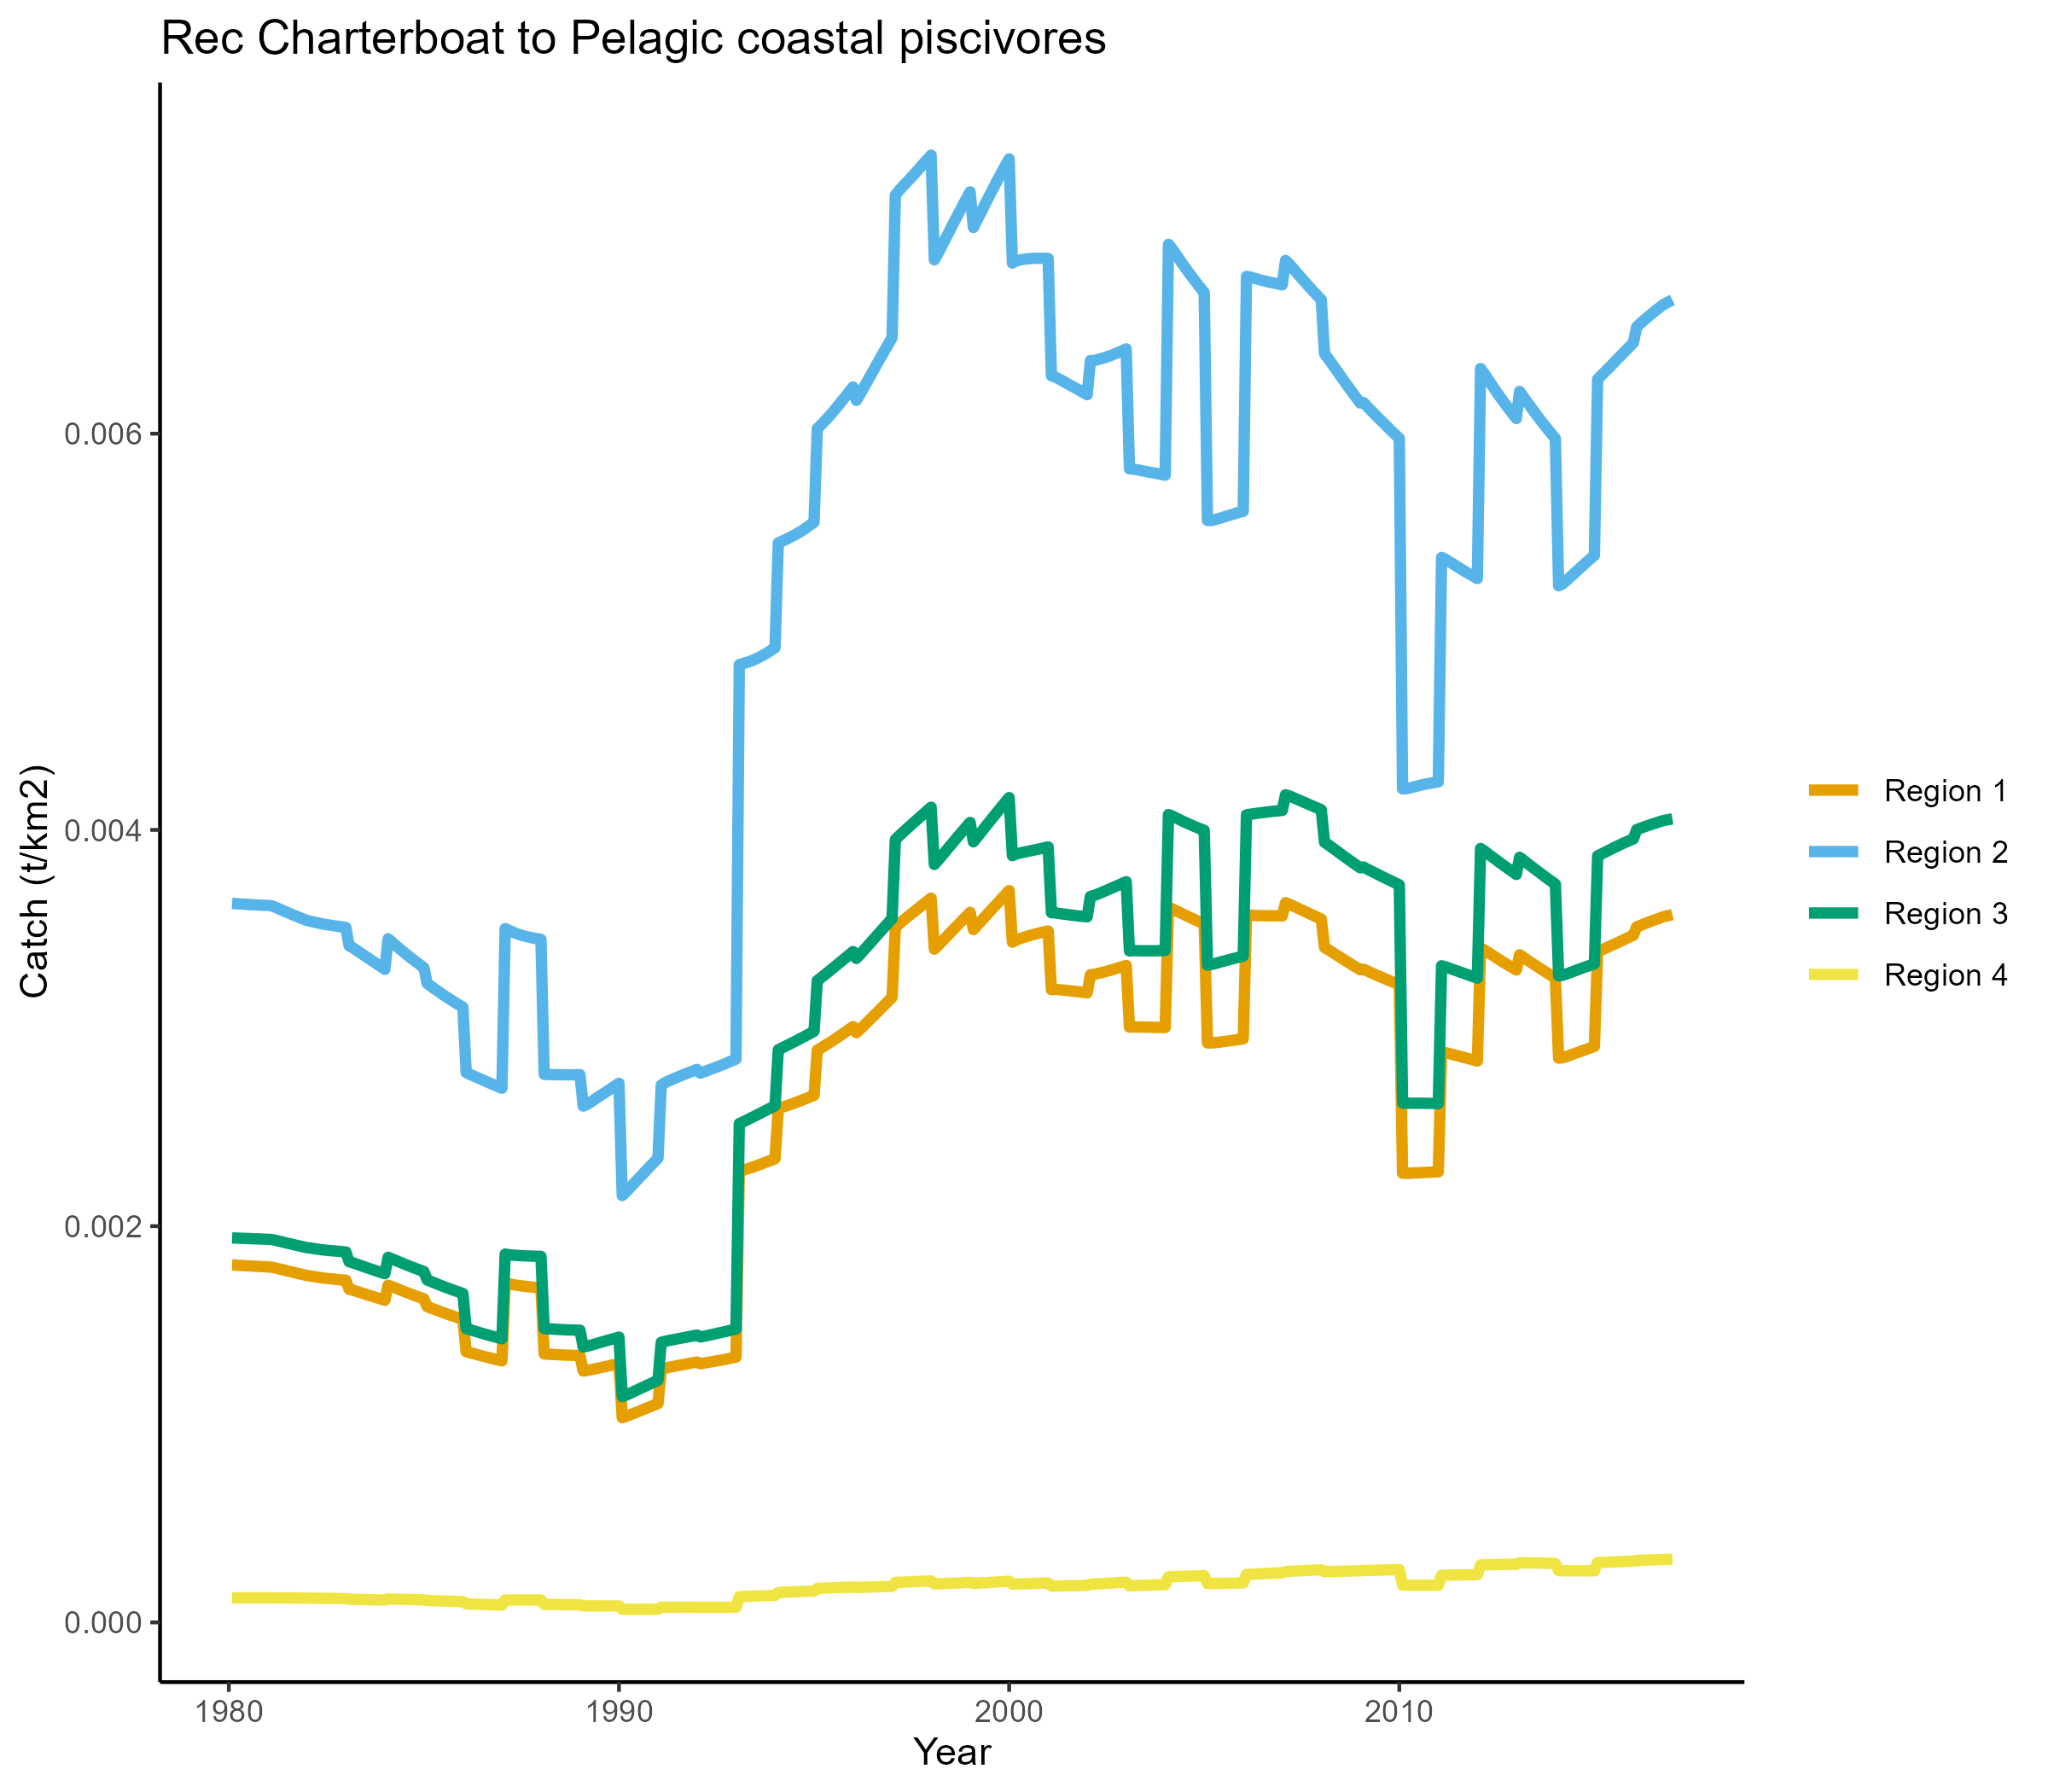 Rec Charterboat to Pelagic coastal piscivores
Catch (t/km2)
0.006
0.004
0.002
0.000
1980 1990 2000 2010
Year
Region 1
Region 2
Region 3
Region 4